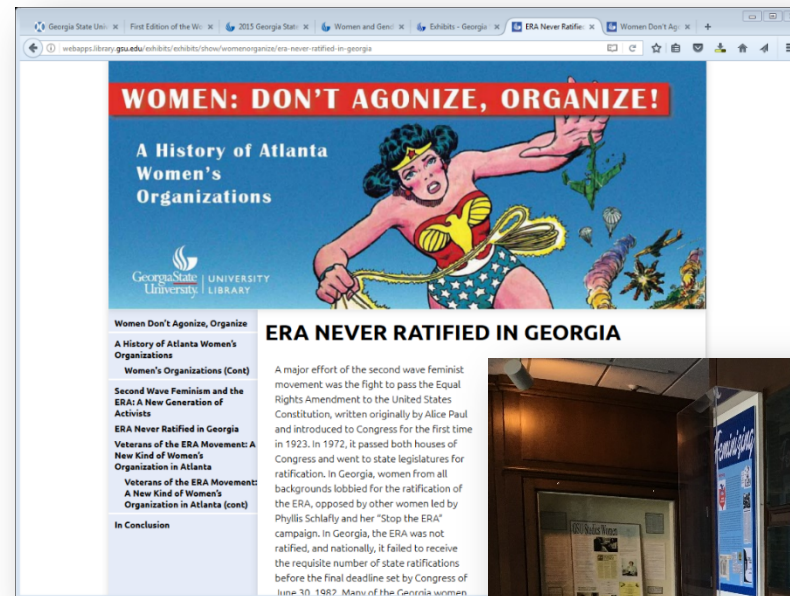 Georgia State Uni
First Edition of the Wo
2015 Georgia State
Women and Gend
Exhibits - Georgia
ERA Never Ratified
Women Don't Ag
webapps.library.gsu.edu/exhibits/exhibits/show/womenorganize/era-never-ratified-in-georgia
WOMEN: DON'T AGONIZE, ORGANIZE!
A History of Atlanta
Women's
Organizations
GeorgiaState
University
UNIVERSITY
LIBRARY
Women Don't Agonize, Organize
A History of Atlanta Women's
Organizations
Women's Organizations (Cont)
Second Wave Feminism and the
ERA: A New Generation of
Activists
ERA Never Ratified in Georgia
Veterans of the ERA Movement: A
New Kind of Women's
Organization in Atlanta
Veterans of the ERA Movement:
A New Kind of Women's
Organization in Atlanta (cont)
In Conclusion
ERA NEVER RATIFIED IN GEORGIA
A major effort of the second wave feminist
movement was the fight to pass the Equal
Rights Amendment to the United States
Constitution, written originally by Alice Paul
and introduced to Congress for the first time
in 1923. In 1972, it passed both houses of
Congress and went to state legislatures for
ratification. In Georgia, women from all
backgrounds lobbied for the ratification of
the ERA, opposed by other women led by
Phyllis Schlafly and her "Stop the ERA"
campaign. In Georgia, the ERA was not
ratified, and nationally, it failed to receive
the requisite number of state ratifications
before the final deadline set by Congress of
June 30, 1982. Many of the Georgia women
Feminizing
GSU Studies Women